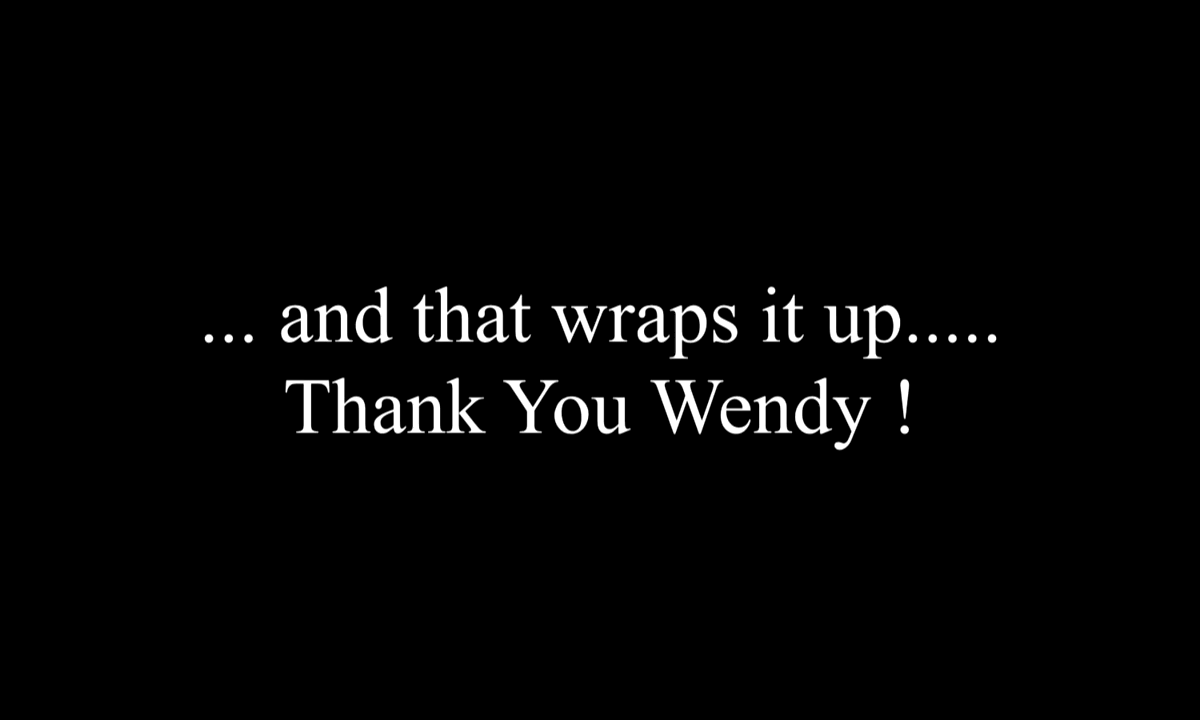 ... and that wraps it up.....
Thank You Wendy !